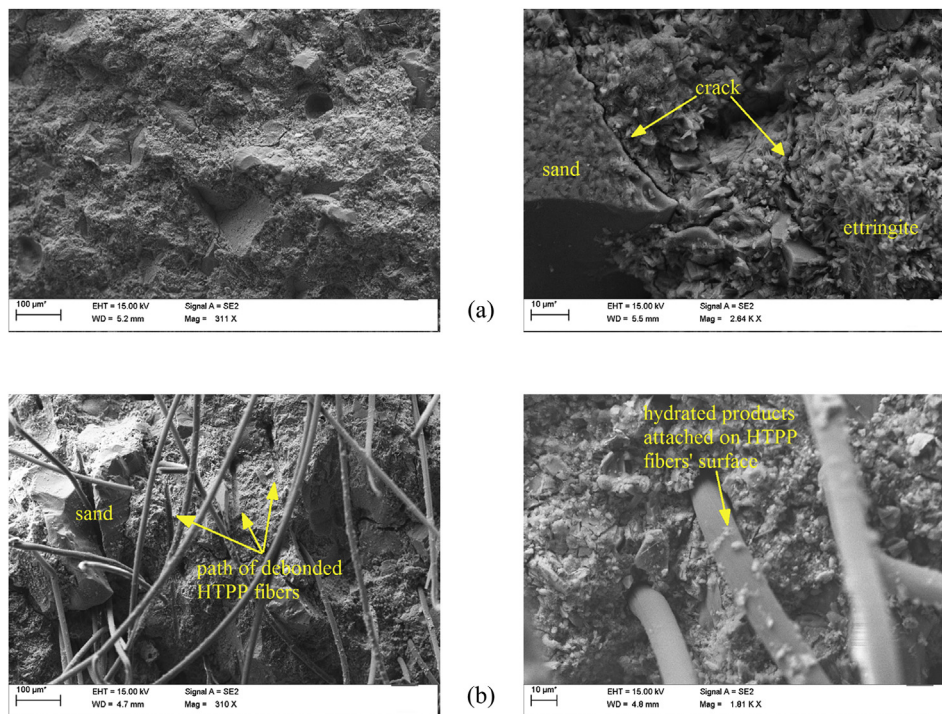 crack
sand
ettringite
100 µm*
EHT = 15.00 kV
Signal A = SE2
WD = 5.2 mm
Mag = 311 X
(a)
10 µm*
EHT = 15.00 kV
Signal A = SE2
WD = 5.5 mm
Mag = 2.64 K X
sand
path of debonded
HTPP fibers
hydrated products
attached on HTPP
fibers' surface
100 µm*
EHT = 15.00 kV
Signal A = SE2
WD = 4.7 mm
Mag = 310 X
(b)
10 µm*
EHT = 15.00 kV
Signal A = SE2
WD = 4.8 mm
Mag = 1.81 K X